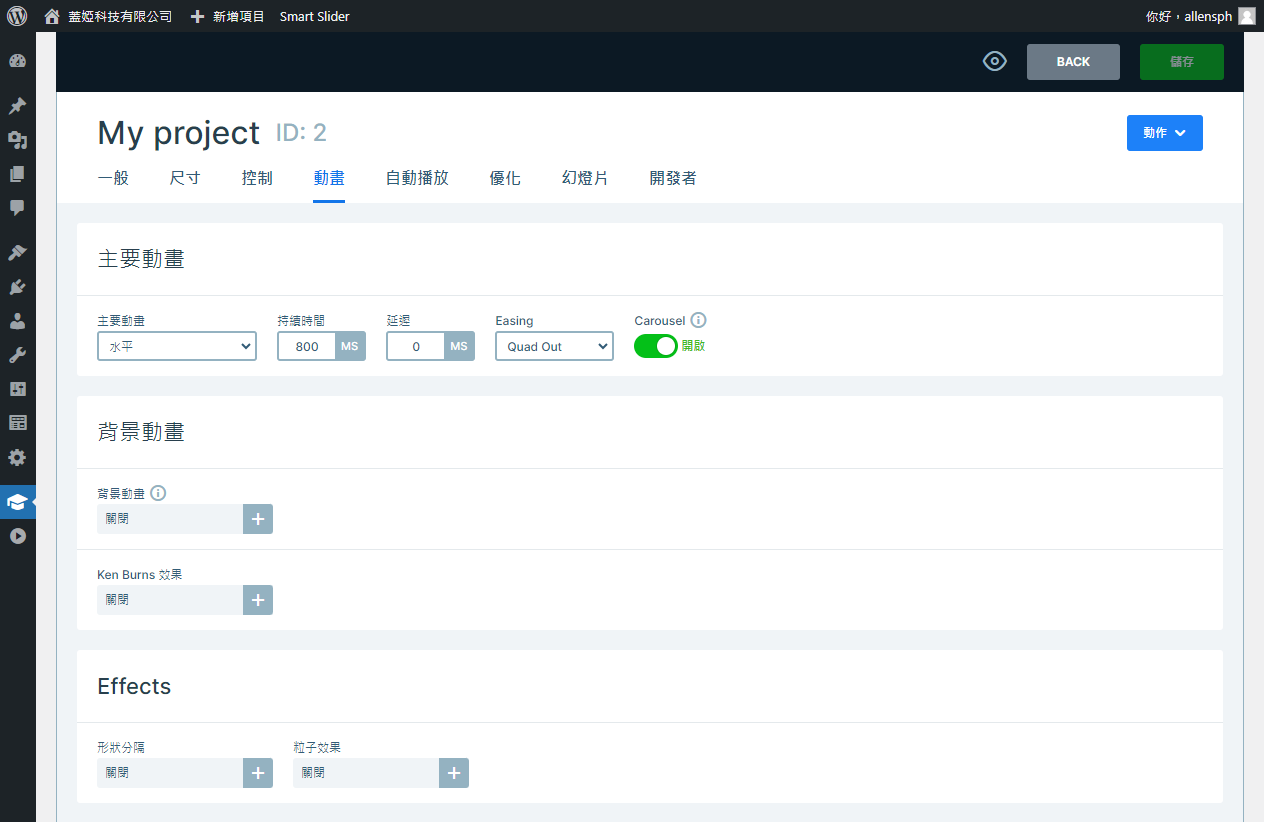 蓋婭科技有限公司 新增項目 Smart Slider 你好，allensph
BACK 儲存
My project ID: 2 動作
一般 尺寸 控制 動畫 自動播放 優化 幻燈片 開發者
主要動畫
主要動畫 持續時間 延遲 Easing Carousel
水平 800 MS 0 MS Quad Out 開啟
背景動畫
背景動畫
關閉
Ken Burns 效果
關閉
Effects
形狀分隔 粒子效果
關閉 關閉